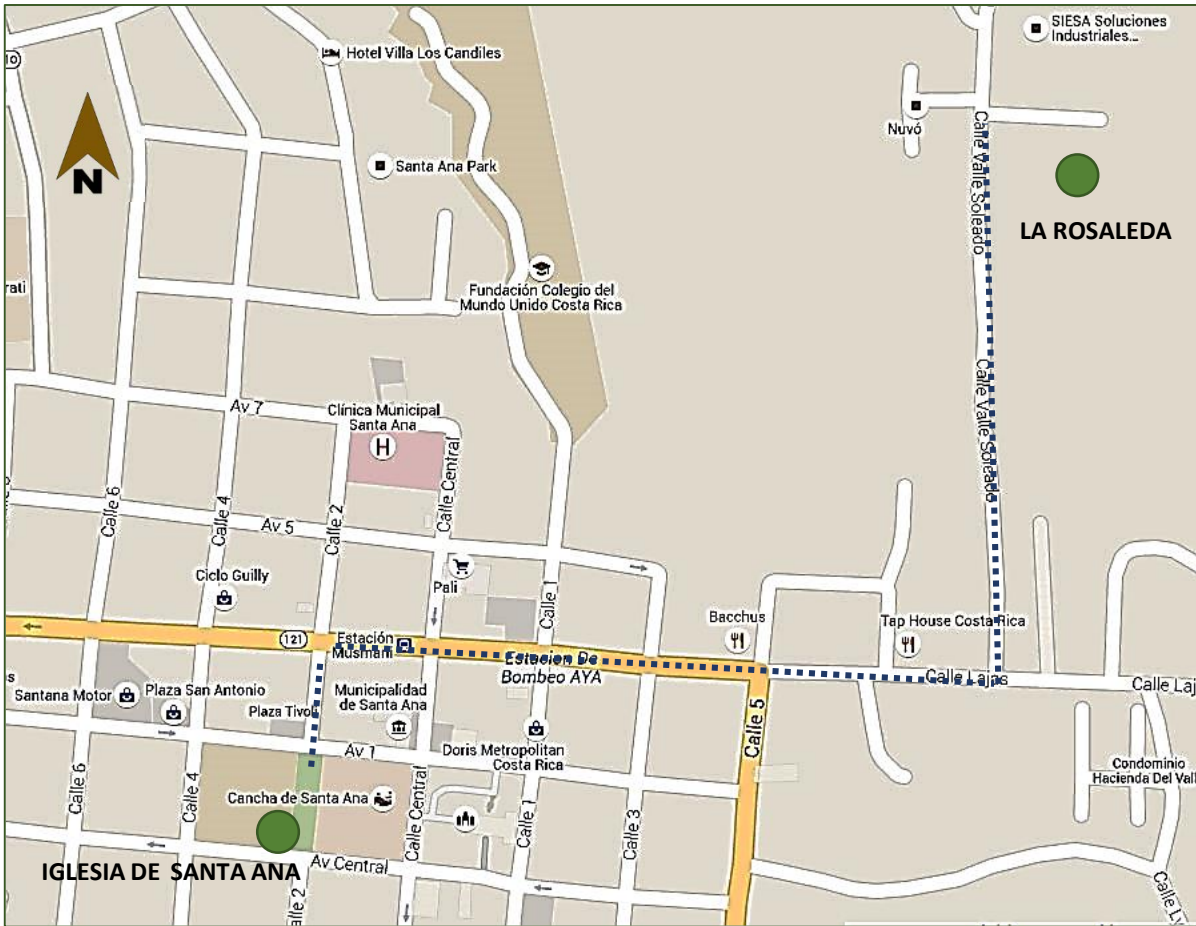 SIESA Soluciones
Industriales...
Hotel Villa Los Candiles
10
Nuvó
Calle Valle Soleado
N
Santa Ana Park
LA ROSALEDA
Fundación Colegio del
Mundo Unido Costa Rica
rati
Calle Valle Soleado
Av 7
Clínica Municipal
Santa Ana
H
Calle Central
Calle 6
Calle 4
Calle 2
Av 5
Ciclo Guilly
Pali
Calle 1
Bacchus
Tap House Costa Rica
121
Estación
Musmani
Estacion De
Bombeo AYA
Calle Lajas
Calle Laj
Santana Motor
Plaza San Antonio
Plaza Tivoli
Municipalidad
de Santa Ana
Calle 5
Av 1
Doris Metropolitan
Costa Rica
Condominio
Hacienda Del Vall
Calle 6
Calle 4
Cancha de Santa Ana
Calle Central
Calle 1
Calle 3
IGLESIA DE SANTA ANA
Av Central
alle 2
Calle Ly